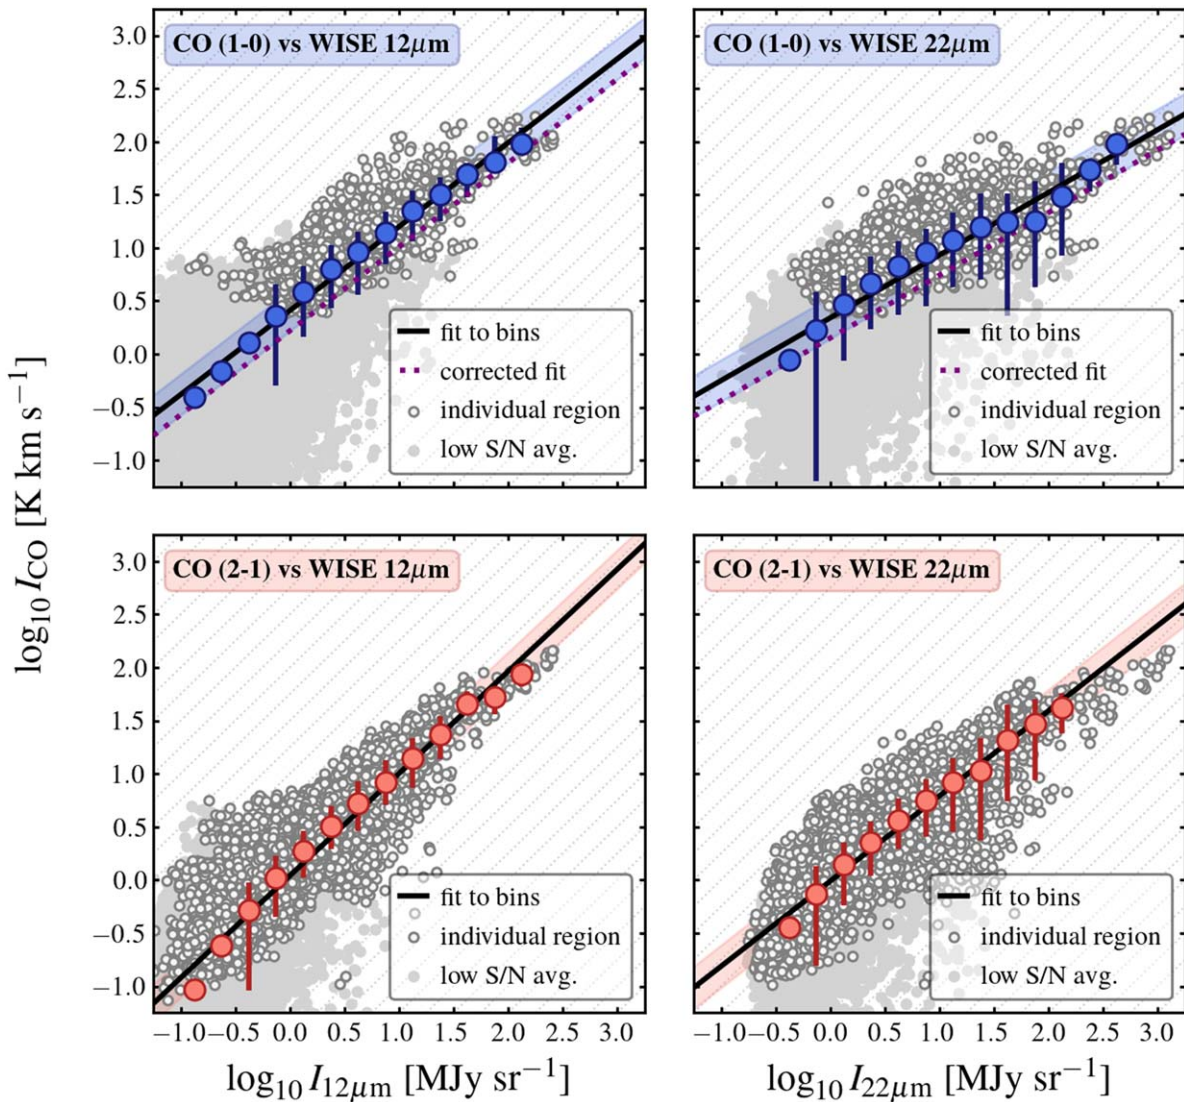 CO (1-0) vs WISE 12μm
CO (1-0) vs WISE 22μm
3.0
2.5
2.0
1.5
1.0
0.5
0.0
−0.5
−1.0
fit to bins
corrected fit
individual region
low S/N avg.
fit to bins
corrected fit
individual region
low S/N avg.
log₁₀ I_CO [K km s⁻¹]
CO (2-1) vs WISE 12μm
CO (2-1) vs WISE 22μm
3.0
2.5
2.0
1.5
1.0
0.5
0.0
−0.5
−1.0
fit to bins
individual region
low S/N avg.
fit to bins
individual region
low S/N avg.
−1.0 −0.5 0.0 0.5 1.0 1.5 2.0 2.5 3.0
−1.0 −0.5 0.0 0.5 1.0 1.5 2.0 2.5 3.0
log₁₀ I₁₂μm [MJy sr⁻¹]
log₁₀ I₂₂μm [MJy sr⁻¹]